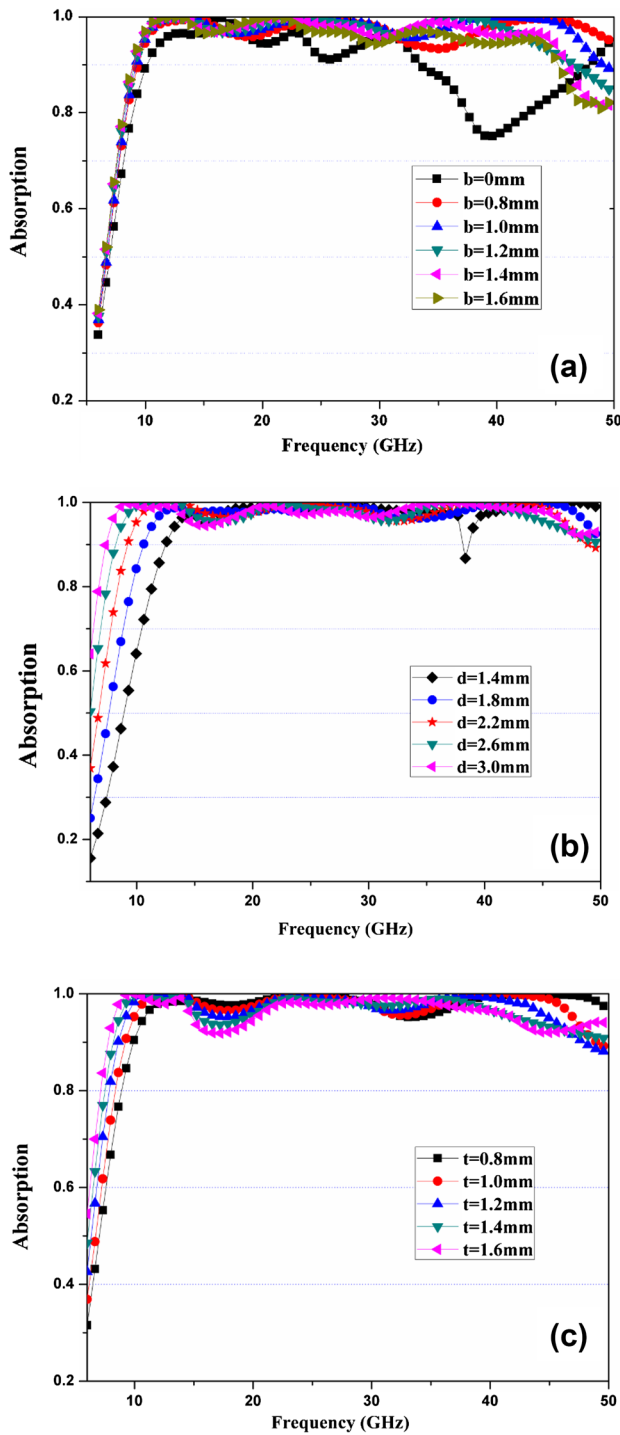 1.0
0.8
0.6
0.4
0.2
Absorption
b=0mm
b=0.8mm
b=1.0mm
b=1.2mm
b=1.4mm
b=1.6mm
(a)
10
20
30
40
50
Frequency (GHz)
1.0
0.8
0.6
0.4
0.2
Absorption
d=1.4mm
d=1.8mm
d=2.2mm
d=2.6mm
d=3.0mm
(b)
10
20
30
40
50
Frequency (GHz)
1.0
0.8
0.6
0.4
0.2
Absorption
t=0.8mm
t=1.0mm
t=1.2mm
t=1.4mm
t=1.6mm
(c)
10
20
30
40
50
Frequency (GHz)